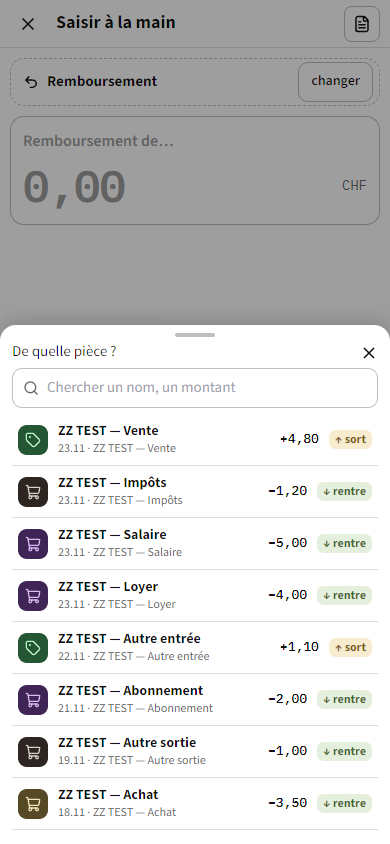 Saisir à la main
Remboursement
changer
Remboursement de…
0,00
CHF
De quelle pièce ?
Chercher un nom, un montant
ZZ TEST — Vente
23.11 · ZZ TEST — Vente
+4,80
↑ sort
ZZ TEST — Impôts
23.11 · ZZ TEST — Impôts
−1,20
↓ rentre
ZZ TEST — Salaire
23.11 · ZZ TEST — Salaire
−5,00
↓ rentre
ZZ TEST — Loyer
23.11 · ZZ TEST — Loyer
−4,00
↓ rentre
ZZ TEST — Autre entrée
22.11 · ZZ TEST — Autre entrée
+1,10
↑ sort
ZZ TEST — Abonnement
21.11 · ZZ TEST — Abonnement
−2,00
↓ rentre
ZZ TEST — Autre sortie
19.11 · ZZ TEST — Autre sortie
−1,00
↓ rentre
ZZ TEST — Achat
18.11 · ZZ TEST — Achat
−3,50
↓ rentre